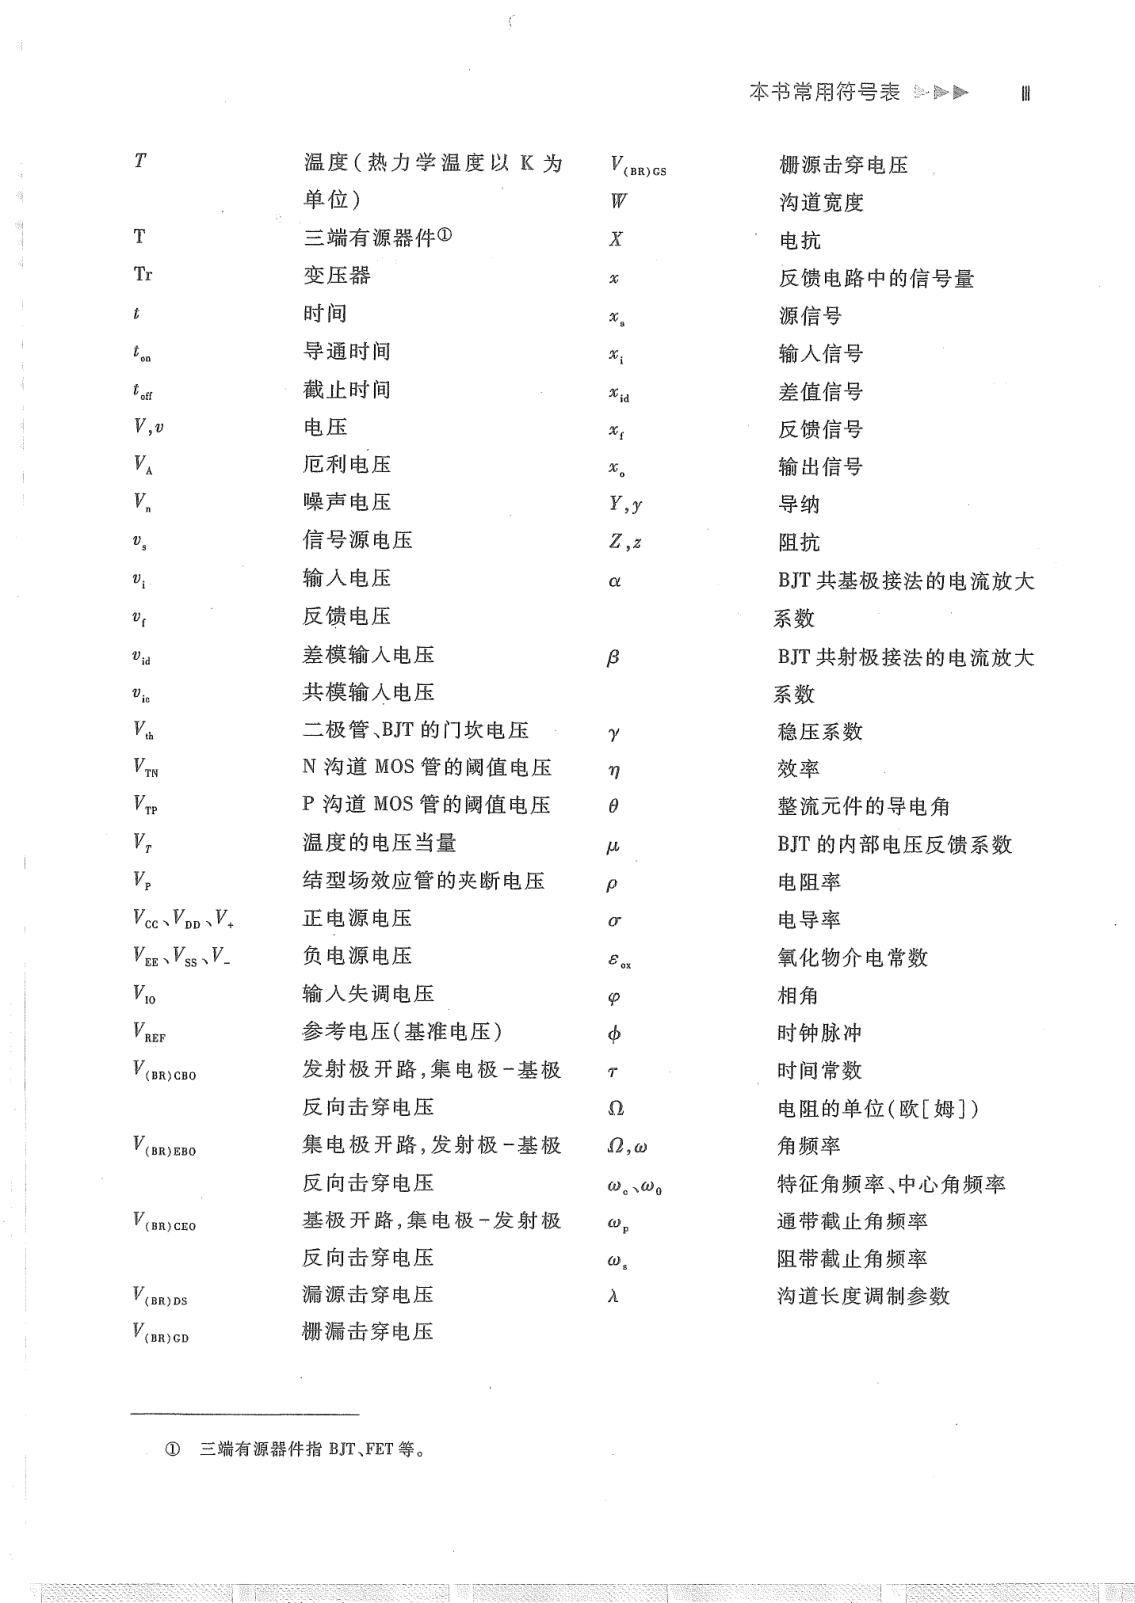 本书常用符号表 Ⅲ
T 温度(热力学温度以 K 为
单位)
T 三端有源器件①
Tr 变压器
t 时间
t_on 导通时间
t_off 截止时间
V,v 电压
V_A 厄利电压
V_n 噪声电压
v_s 信号源电压
v_i 输入电压
v_f 反馈电压
v_id 差模输入电压
v_ic 共模输入电压
V_th 二极管、BJT 的门坎电压
V_TN N 沟道 MOS 管的阈值电压
V_TP P 沟道 MOS 管的阈值电压
V_T 温度的电压当量
V_P 结型场效应管的夹断电压
V_CC、V_DD、V_+ 正电源电压
V_EE、V_SS、V_- 负电源电压
V_IO 输入失调电压
V_REF 参考电压(基准电压)
V_(BR)CBO 发射极开路,集电极-基极
反向击穿电压
V_(BR)EBO 集电极开路,发射极-基极
反向击穿电压
V_(BR)CEO 基极开路,集电极-发射极
反向击穿电压
V_(BR)DS 漏源击穿电压
V_(BR)GD 栅漏击穿电压
V_(BR)GS 栅源击穿电压
W 沟道宽度
X 电抗
x 反馈电路中的信号量
x_s 源信号
x_i 输入信号
x_id 差值信号
x_f 反馈信号
x_o 输出信号
Y,y 导纳
Z,z 阻抗
α BJT 共基极接法的电流放大
系数
β BJT 共射极接法的电流放大
系数
γ 稳压系数
η 效率
θ 整流元件的导电角
μ BJT 的内部电压反馈系数
ρ 电阻率
σ 电导率
ε_ox 氧化物介电常数
φ 相角
ϕ 时钟脉冲
τ 时间常数
Ω 电阻的单位(欧[姆])
Ω,ω 角频率
ω_c、ω_0 特征角频率、中心角频率
ω_p 通带截止角频率
ω_s 阻带截止角频率
λ 沟道长度调制参数
① 三端有源器件指 BJT、FET 等。